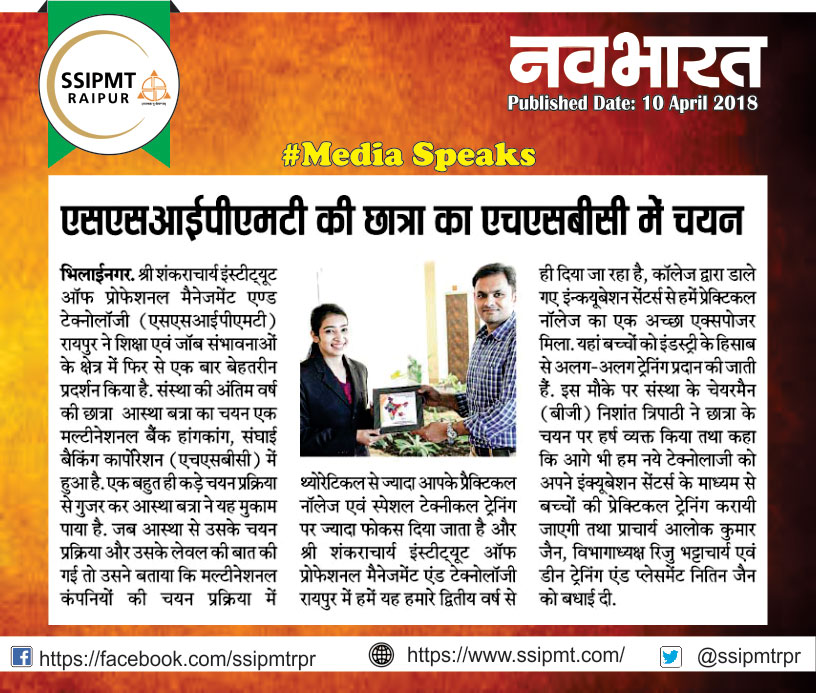 SSIPMT
RAIPUR
नवभारत
Published Date: 10 April 2018
#Media Speaks
एसएसआईपीएमटी की छात्रा का एचएसबीसी में चयन
भिलाईनगर. श्री शंकराचार्य इंस्टीट्यूट
ऑफ प्रोफेशनल मैनेजमेंट एण्ड
टेक्नोलॉजी (एसएसआईपीएमटी)
रायपुर ने शिक्षा एवं जॉब संभावनाओं
के क्षेत्र में फिर से एक बार बेहतरीन
प्रदर्शन किया है. संस्था की अंतिम वर्ष
की छात्रा आस्था बत्रा का चयन एक
मल्टीनेशनल बैंक हांगकांग, संघाई
बैकिंग कार्पोरेशन (एचएसबीसी) में
हुआ है. एक बहुत ही कड़े चयन प्रक्रिया
से गुजर कर आस्था बत्रा ने यह मुकाम
पाया है. जब आस्था से उसके चयन
प्रक्रिया और उसके लेवल की बात की
गई तो उसने बताया कि मल्टीनेशनल
कंपनियों की चयन प्रक्रिया में
थ्योरेटिकल से ज्यादा आपके प्रैक्टिकल
नॉलेज एवं स्पेशल टेक्नीकल ट्रेनिंग
पर ज्यादा फोकस दिया जाता है और
श्री शंकराचार्य इंस्टीट्यूट ऑफ
प्रोफेशनल मैनेजमेंट एंड टेक्नोलॉजी
रायपुर में हमें यह हमारे द्वितीय वर्ष से
ही दिया जा रहा है, कॉलेज द्वारा डाले
गए इंन्कयूबेशन सेंटर्स से हमें प्रेक्टिकल
नॉलेज का एक अच्छा एक्सपोजर
मिला. यहां बच्चों को इंडस्ट्री के हिसाब
से अलग-अलग ट्रेनिंग प्रदान की जाती
हैं. इस मौके पर संस्था के चेयरमैन
(बीजी) निशांत त्रिपाठी ने छात्रा के
चयन पर हर्ष व्यक्त किया तथा कहा
कि आगे भी हम नये टेक्नोलाजी को
अपने इंक्यूबेशन सेंटर्स के माध्यम से
बच्चों की प्रेक्टिकल ट्रेनिंग करायी
जाएगी तथा प्राचार्य आलोक कुमार
जैन, विभागाध्यक्ष रिजु भट्टाचार्य एवं
डीन ट्रेनिंग एंड प्लेसमेंट नितिन जैन
को बधाई दी.
https://facebook.com/ssipmtrpr
https://www.ssipmt.com/
@ssipmtrpr